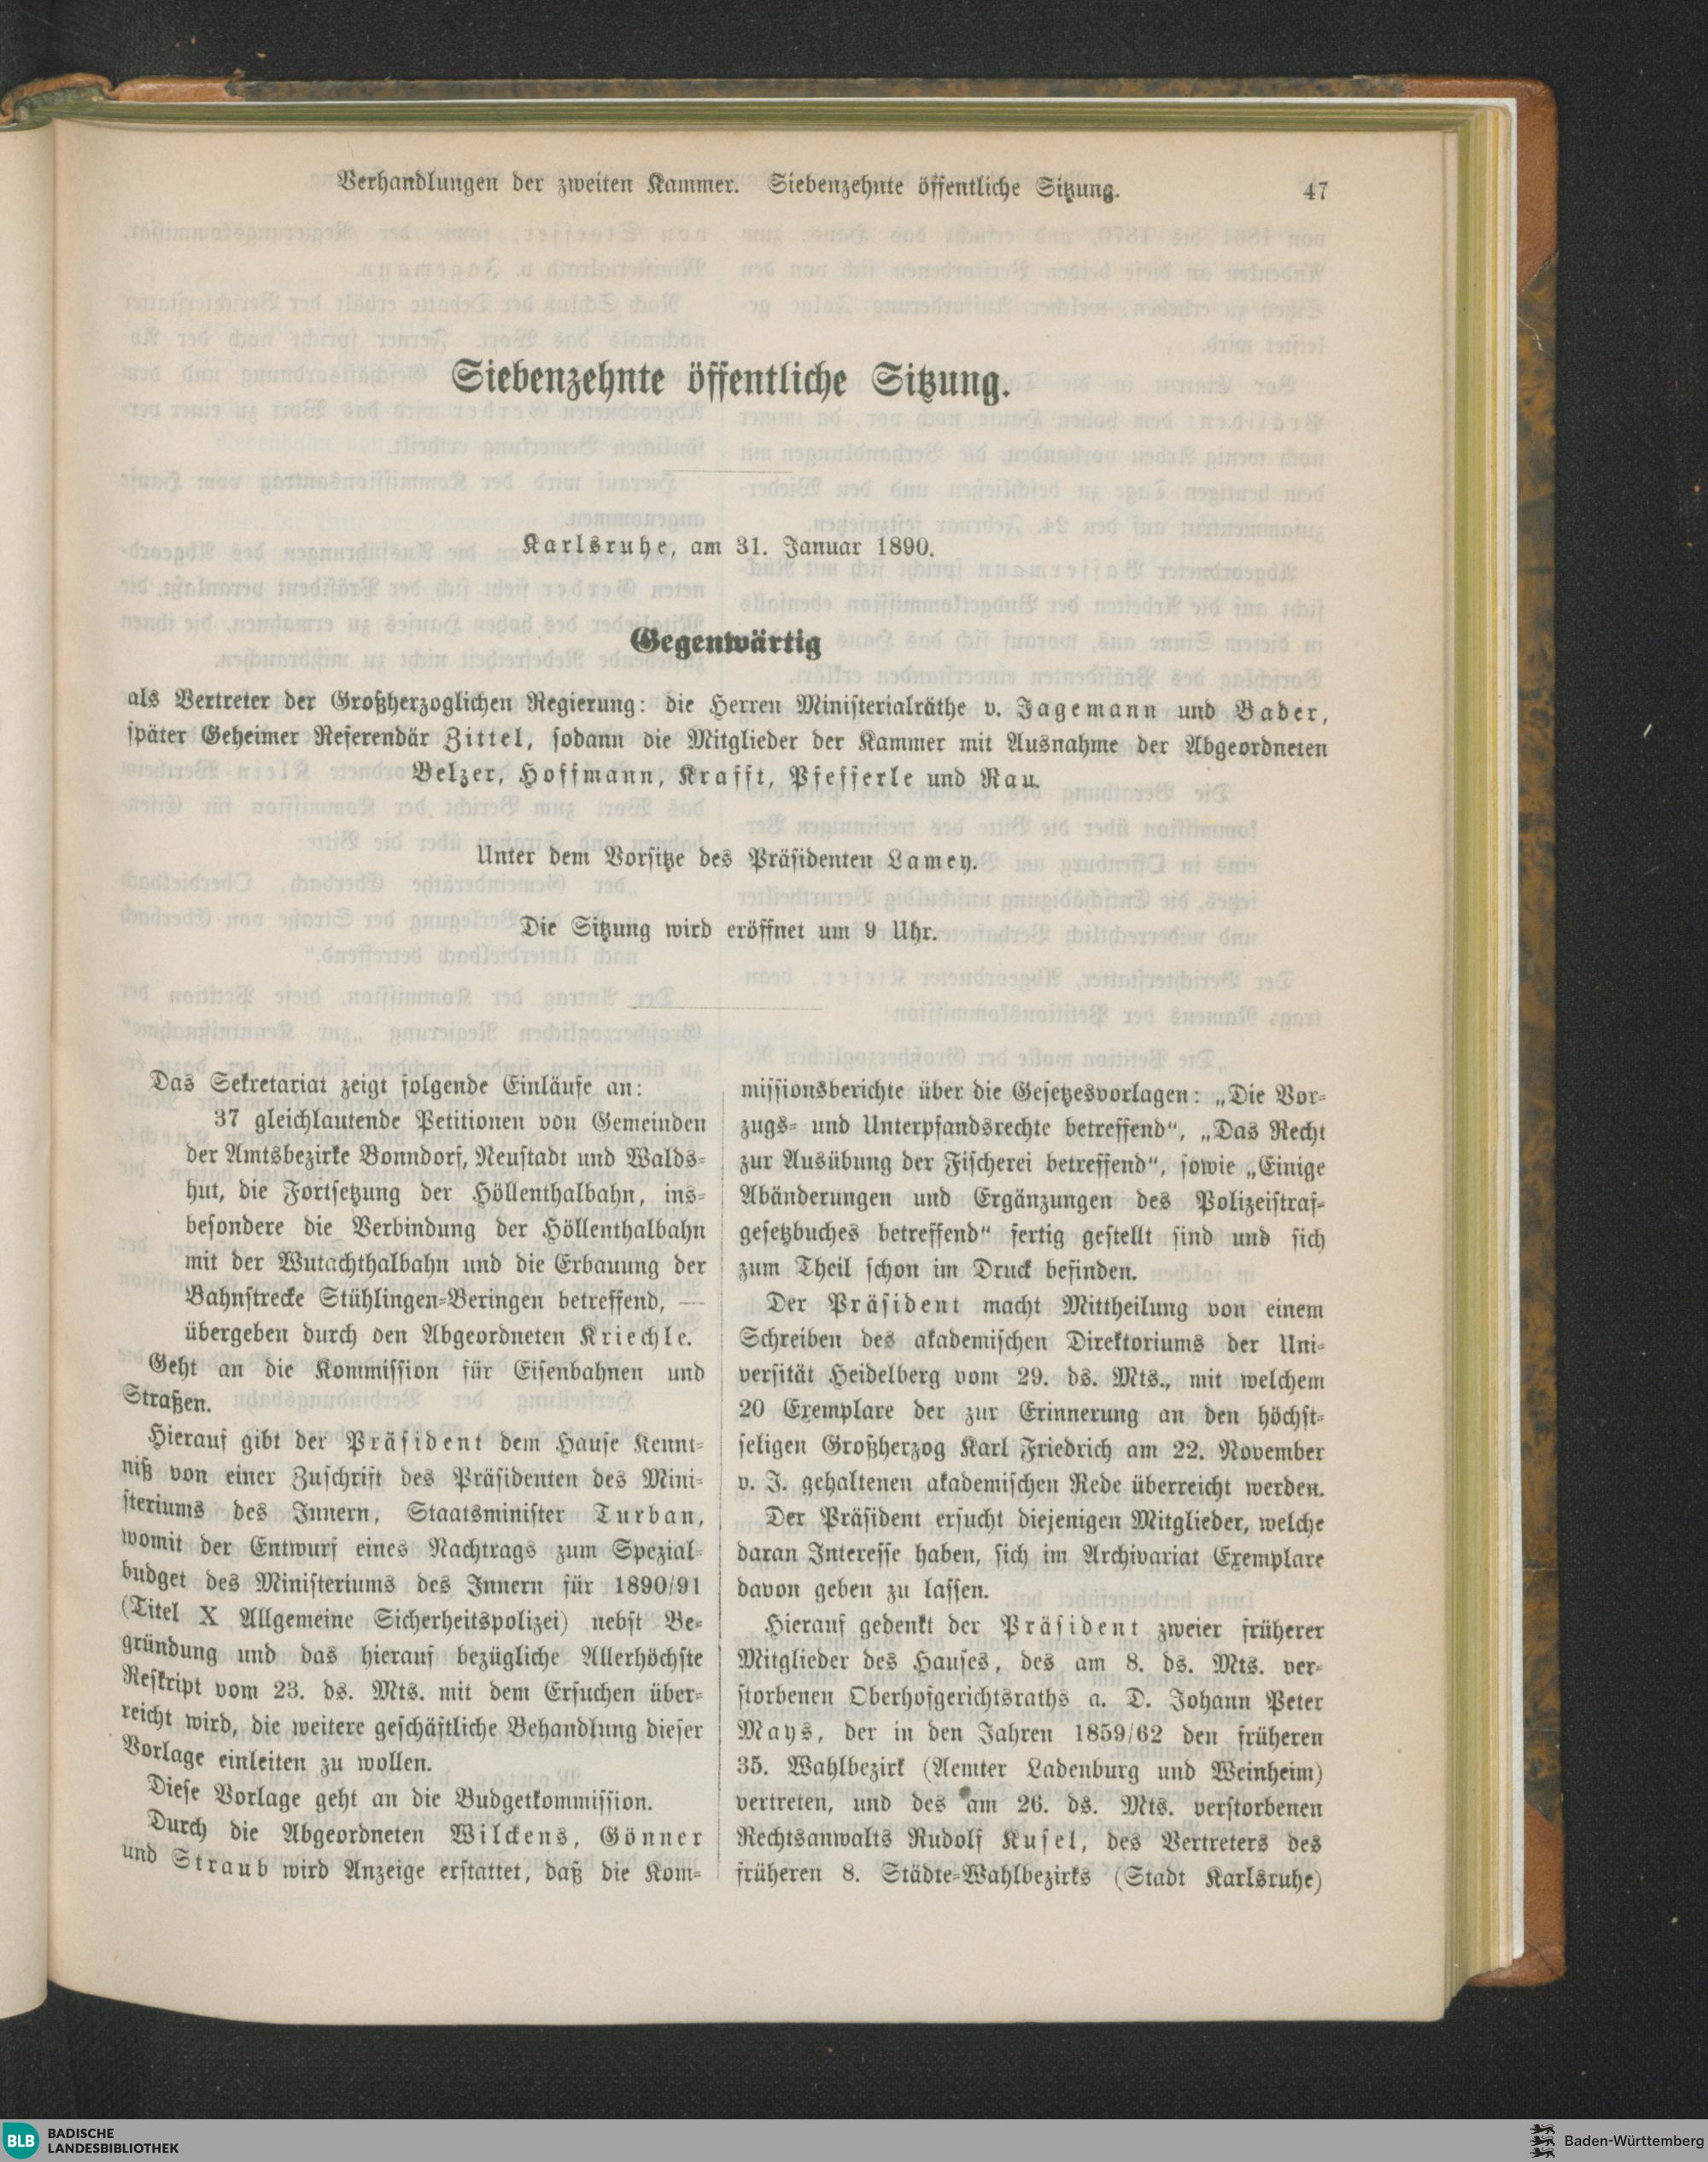 Verhandlungen der zweiten Kammer. Siebenzehnte öffentliche Sitzung. 47
Siebenzehnte öffentliche Sitzung.
Karlsruhe, am 31. Januar 1890.
Gegenwärtig
als Vertreter der Großherzoglichen Regierung: die Herren Ministerialräthe v. Jagemann und Bader,
später Geheimer Referendär Zittel, sodann die Mitglieder der Kammer mit Ausnahme der Abgeordneten
Belzer, Hoffmann, Krafft, Pfefferle und Rau.
Unter dem Vorsitze des Präsidenten Lamey.
Die Sitzung wird eröffnet um 9 Uhr.
Das Sekretariat zeigt folgende Einläufe an:
37 gleichlautende Petitionen von Gemeinden
der Amtsbezirke Bonndorf, Neustadt und Walds-
hut, die Fortsetzung der Höllenthalbahn, ins-
besondere die Verbindung der Höllenthalbahn
mit der Wutachthalbahn und die Erbauung der
Bahnstrecke Stühlingen-Beringen betreffend, —
übergeben durch den Abgeordneten Kriechle.
Geht an die Kommission für Eisenbahnen und
Straßen.
Hierauf gibt der Präsident dem Hause Kennt-
niß von einer Zuschrift des Präsidenten des Mini-
steriums des Innern, Staatsminister Turban,
womit der Entwurf eines Nachtrags zum Spezial-
budget des Ministeriums des Innern für 1890/91
(Titel X Allgemeine Sicherheitspolizei) nebst Be-
gründung und das hierauf bezügliche Allerhöchste
Reskript vom 23. ds. Mts. mit dem Ersuchen über-
reicht wird, die weitere geschäftliche Behandlung dieser
Vorlage einleiten zu wollen.
Diese Vorlage geht an die Budgetkommission.
Durch die Abgeordneten Wilckens, Gönner
und Straub wird Anzeige erstattet, daß die Kom-
missionsberichte über die Gesetzesvorlagen: „Die Vor-
zugs- und Unterpfandsrechte betreffend“, „Das Recht
zur Ausübung der Fischerei betreffend“, sowie „Einige
Abänderungen und Ergänzungen des Polizeistraf-
gesetzbuches betreffend“ fertig gestellt sind und sich
zum Theil schon im Druck befinden.
Der Präsident macht Mittheilung von einem
Schreiben des akademischen Direktoriums der Uni-
versität Heidelberg vom 29. ds. Mts., mit welchem
20 Exemplare der zur Erinnerung an den höchst-
seligen Großherzog Karl Friedrich am 22. November
v. J. gehaltenen akademischen Rede überreicht werden.
Der Präsident ersucht diejenigen Mitglieder, welche
daran Interesse haben, sich im Archivariat Exemplare
davon geben zu lassen.
Hierauf gedenkt der Präsident zweier früherer
Mitglieder des Hauses, des am 8. ds. Mts. ver-
storbenen Oberhofgerichtsraths a. D. Johann Peter
Mays, der in den Jahren 1859/62 den früheren
35. Wahlbezirk (Aemter Ladenburg und Weinheim)
vertreten, und des am 26. ds. Mts. verstorbenen
Rechtsanwalts Rudolf Kusel, des Vertreters des
früheren 8. Städte-Wahlbezirks (Stadt Karlsruhe)
BLB BADISCHE
LANDESBIBLIOTHEK
Baden-Württemberg